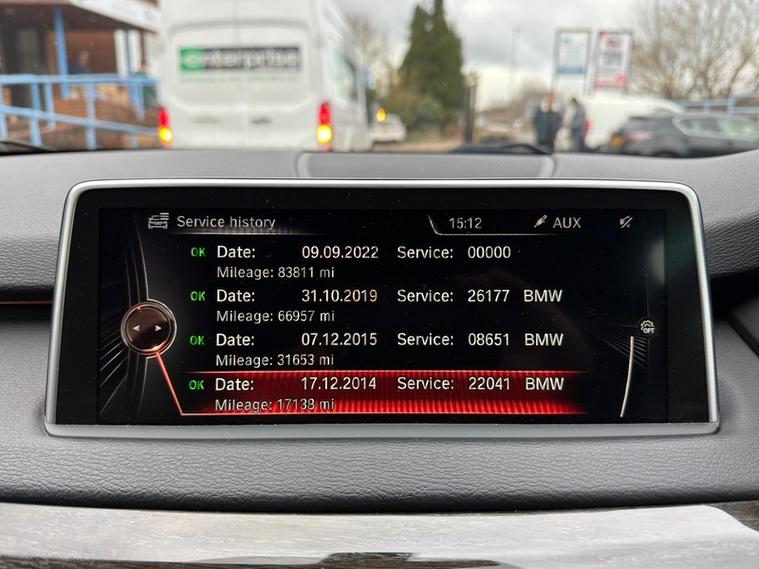 enterprise
Service history 15:12 AUX
OK Date: 09.09.2022 Service: 00000
Mileage: 83811 mi
OK Date: 31.10.2019 Service: 26177 BMW
Mileage: 66957 mi
OK Date: 07.12.2015 Service: 08651 BMW
Mileage: 31653 mi
OK Date: 17.12.2014 Service: 22041 BMW
Mileage: 17138 mi
OPT